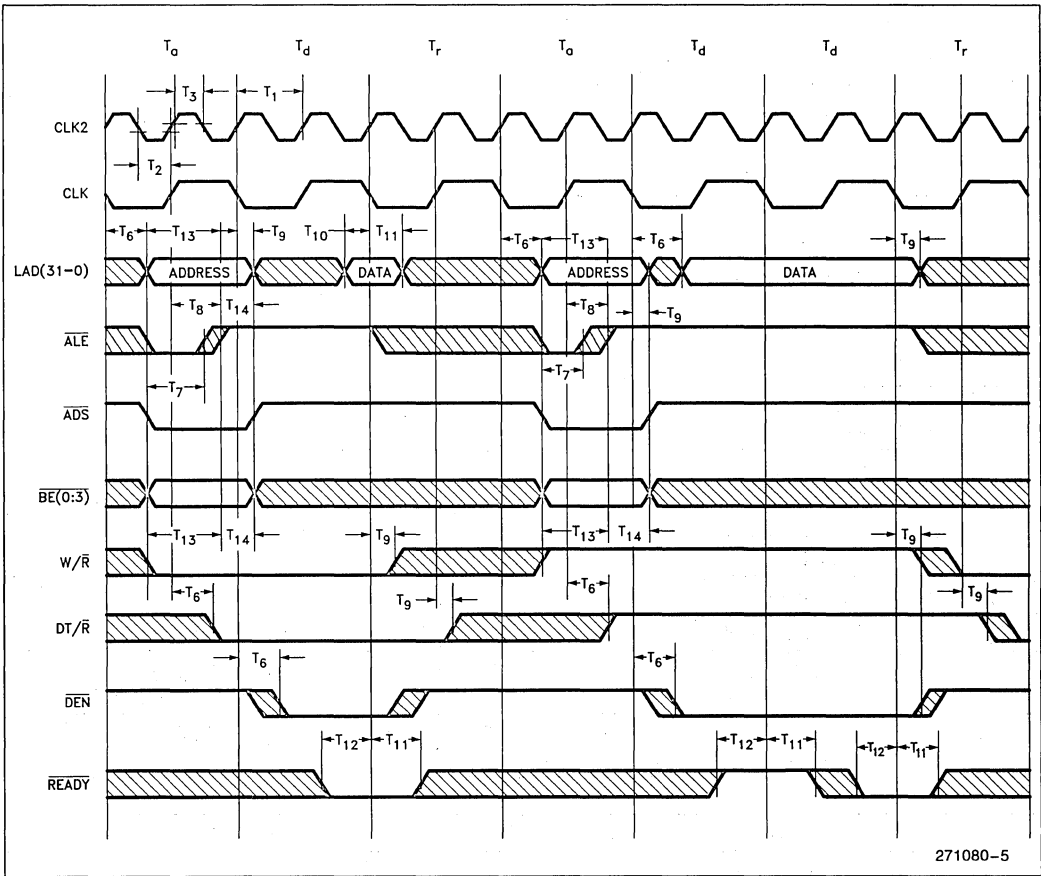 Ta Td Tr Ta Td Td Tr
T3 T1
CLK2
T2
CLK
T6 T13 T9 T10 T11 T6 T13 T6 T9
LAD(31-0) ADDRESS DATA ADDRESS DATA
T8 T14 T8 T9
ALE
T7 T7
ADS
BE(0:3)
T13 T14 T9 T13 T14 T9
W/R
T6 T9 T6 T9
DT/R
T6 T6
DEN
T12 T11 T12 T11 T12 T11
READY
271080-5